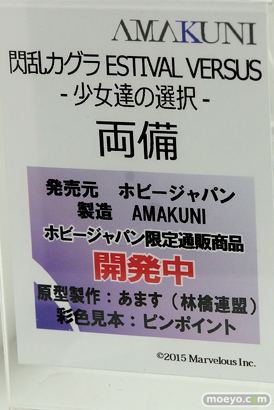 AMAKUNI
閃乱カグラ ESTIVAL VERSUS
- 少女達の選択 -
両備
発売元 ホビージャパン
製造 AMAKUNI
ホビージャパン限定通販商品
開発中
原型製作：あます（林檎連盟）
彩色見本：ピンポイント
©2015 Marvelous Inc.
moeyo.com